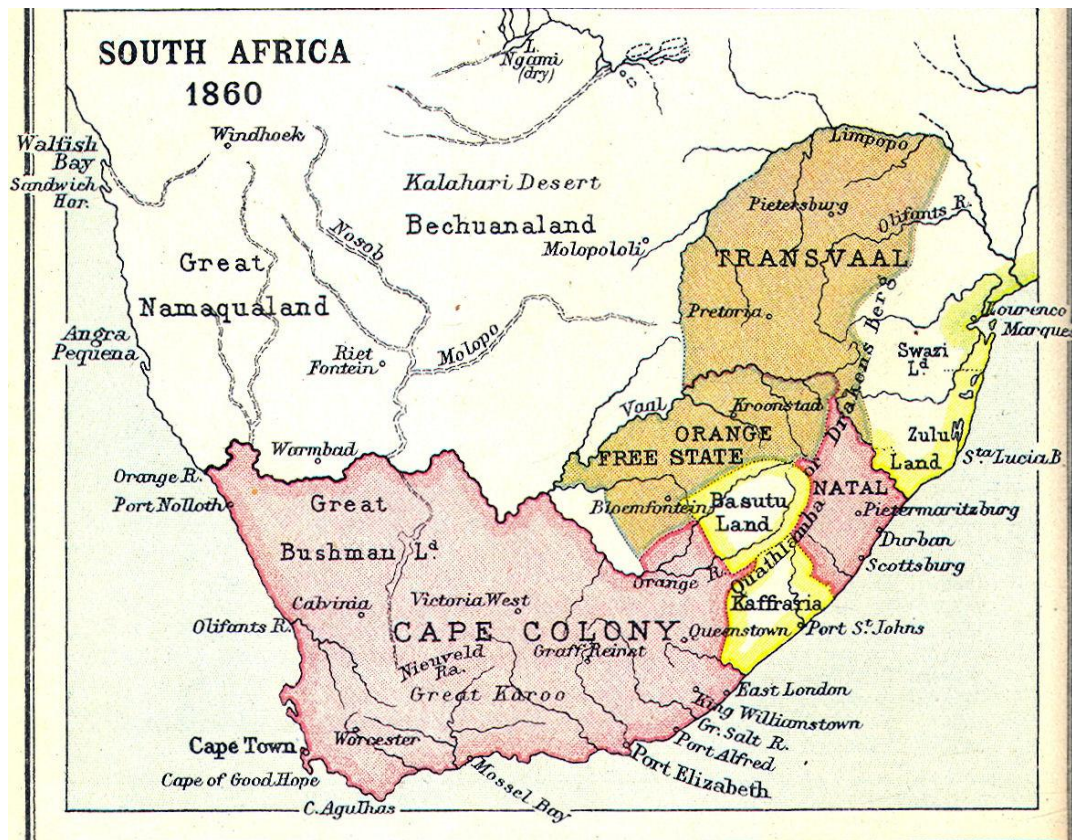 SOUTH AFRICA
1860
L.
Ngami
(dry)
Windhoek
Walfish
Bay
Sandwich
Hor.
Limpopo
Kalahari Desert
Bechuanaland
Molopololi
Nosob
Pietersburg
Olifants R.
TRANSVAAL
Great
Namaqualand
Pretoria
Lourenco
Marques
Angra
Pequena
Riet
Fontein
Molopo
Swazi
Ld
Drakens Berg
or
Quathlamba
Vaal
Kroonstad
ORANGE
FREE STATE
Zulu
Land
Sta Lucia B
Warmbad
Orange R.
Port Nolloth
Great
Bushman Ld
Bloemfontein
Basutu
Land
NATAL
Pietermaritzburg
Durban
Scottsburg
Orange R.
Kaffraria
Calvinia
Victoria West
Olifants R.
CAPE COLONY
Queenstown
Port St. Johns
Nieuveld
Ra.
Graff Reinst
Great Karoo
East London
King Williamstown
Gr. Salt R.
Port Alfred
Port Elizabeth
Cape Town
Worcester
Cape of Good Hope
Mossel Bay
C. Agulhas